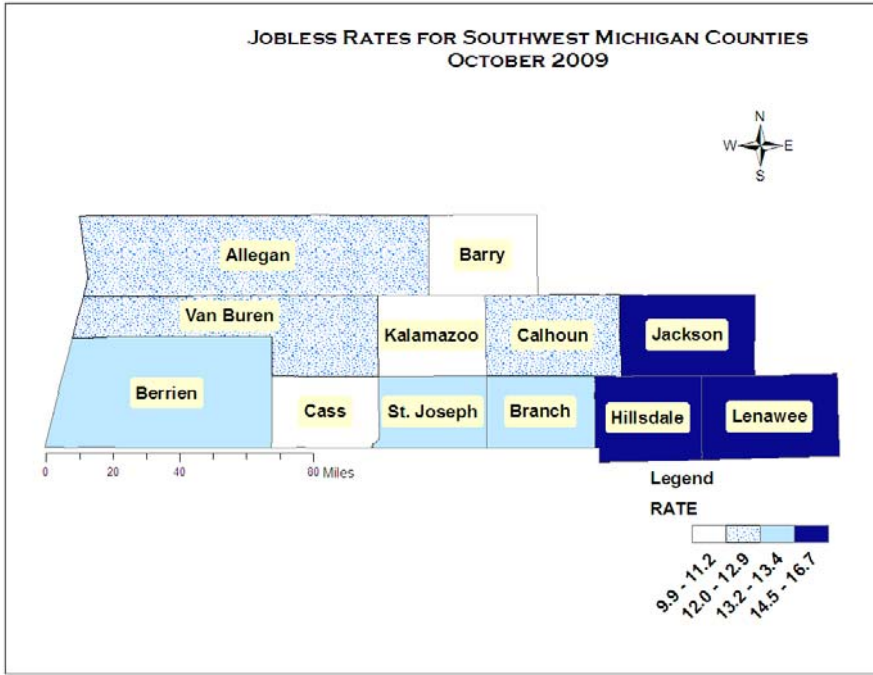 JOBLESS RATES FOR SOUTHWEST MICHIGAN COUNTIES
OCTOBER 2009
N
W E
S
Allegan
Barry
Van Buren
Kalamazoo
Calhoun
Jackson
Berrien
Cass
St. Joseph
Branch
Hillsdale
Lenawee
0 20 40 80 Miles
Legend
RATE
9.9 - 11.2
12.0 - 12.9
13.2 - 13.4
14.5 - 16.7